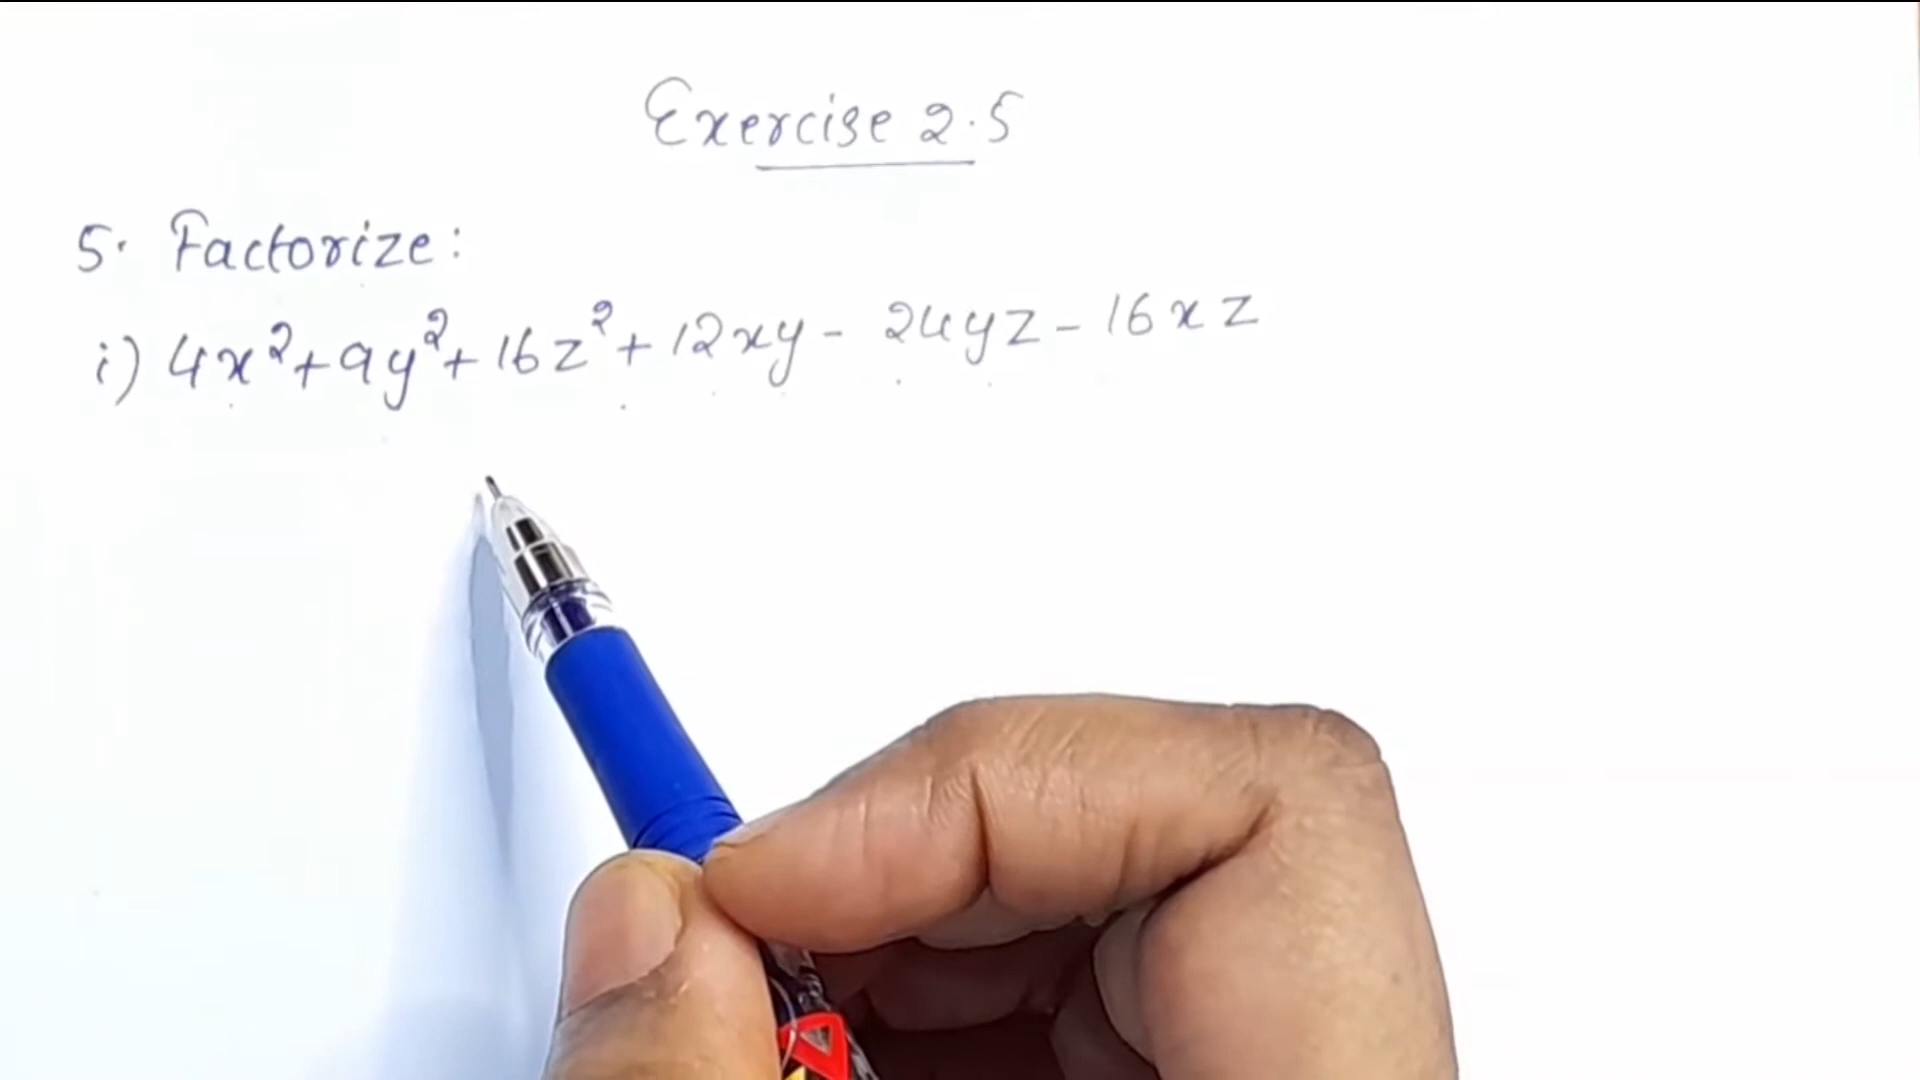 Exercise 2.5
5. Factorize:
i) 4x²+9y²+16z²+12xy-24yz-16xz